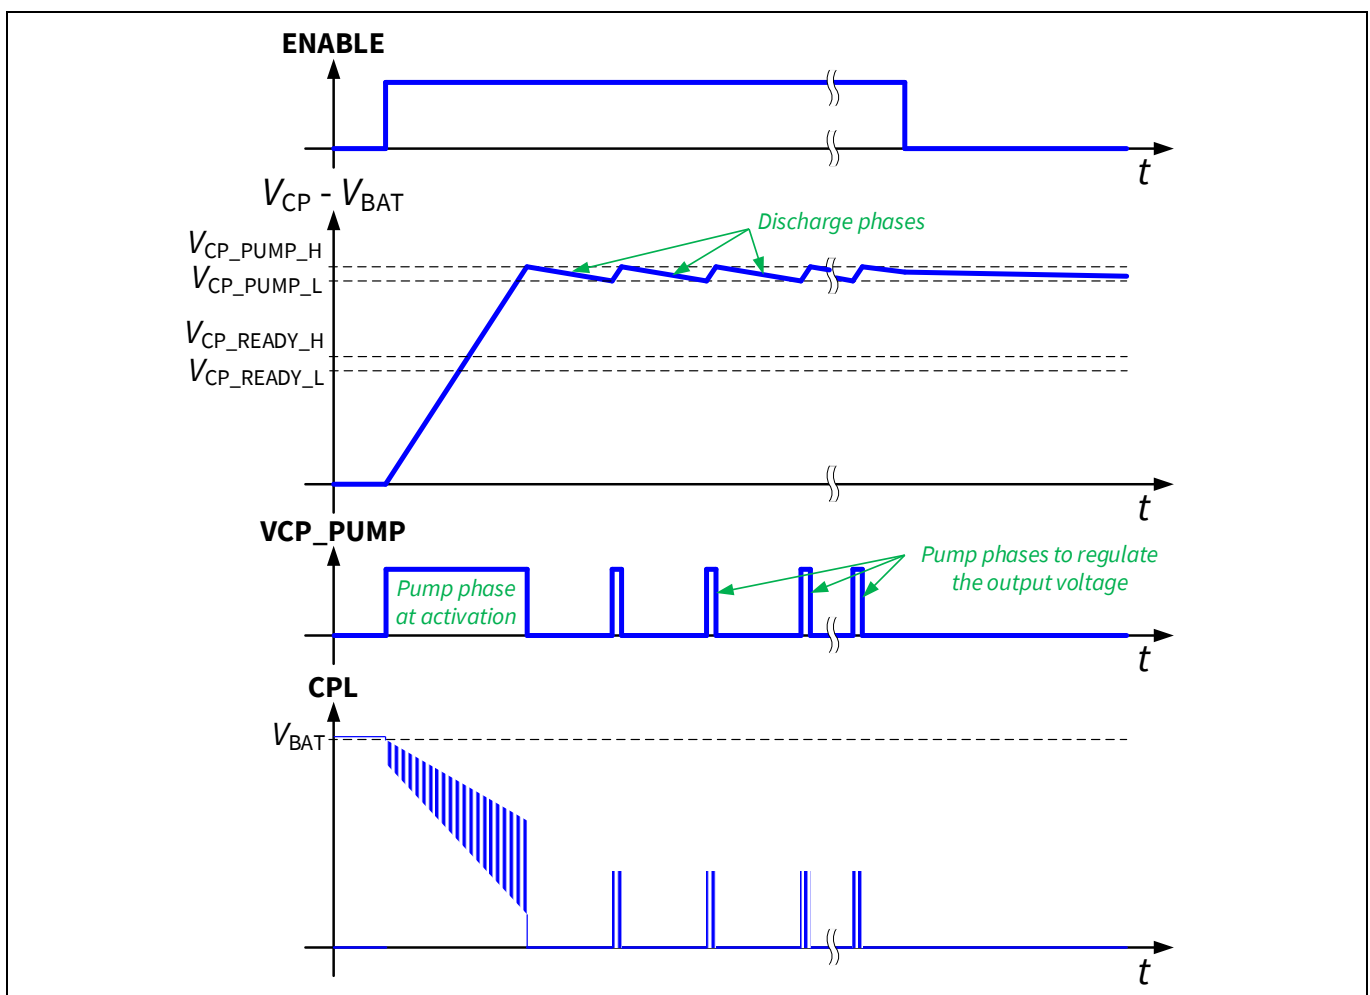 ENABLE
t
VCP - VBAT
Discharge phases
VCP_PUMP_H
VCP_PUMP_L
VCP_READY_H
VCP_READY_L
t
VCP_PUMP
Pump phase
at activation
Pump phases to regulate
the output voltage
t
CPL
VBAT
t